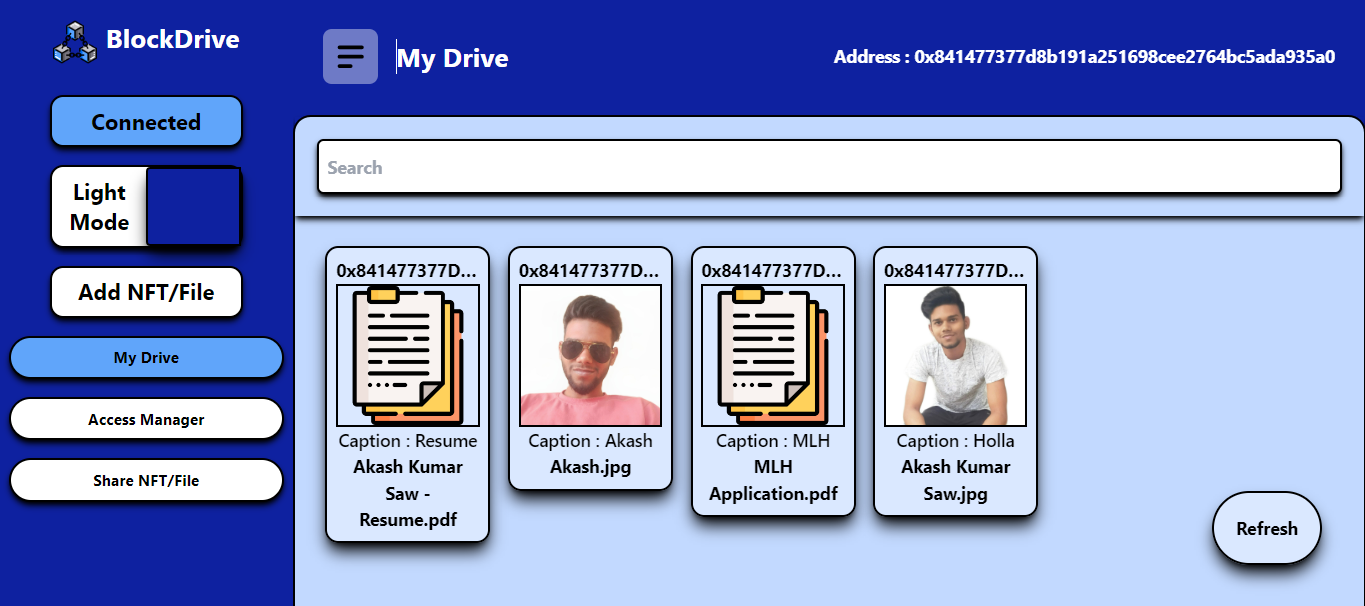 BlockDrive
Connected
Light
Mode
Add NFT/File
My Drive
Access Manager
Share NFT/File
My Drive
Address : 0x841477377d8b191a251698cee2764bc5ada935a0
Search
0x841477377D...
Caption : Resume
Akash Kumar
Saw -
Resume.pdf
0x841477377D...
Caption : Akash
Akash.jpg
0x841477377D...
Caption : MLH
MLH
Application.pdf
0x841477377D...
Caption : Holla
Akash Kumar
Saw.jpg
Refresh